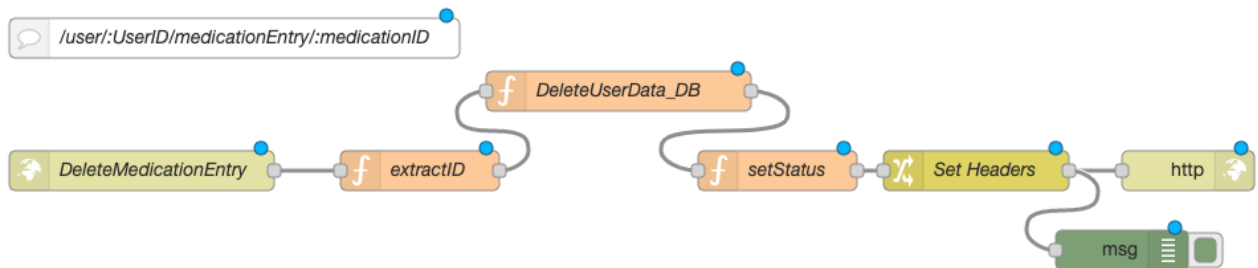 /user/:UserID/medicationEntry/:medicationID
DeleteUserData_DB
DeleteMedicationEntry
extractID
setStatus
Set Headers
http
msg